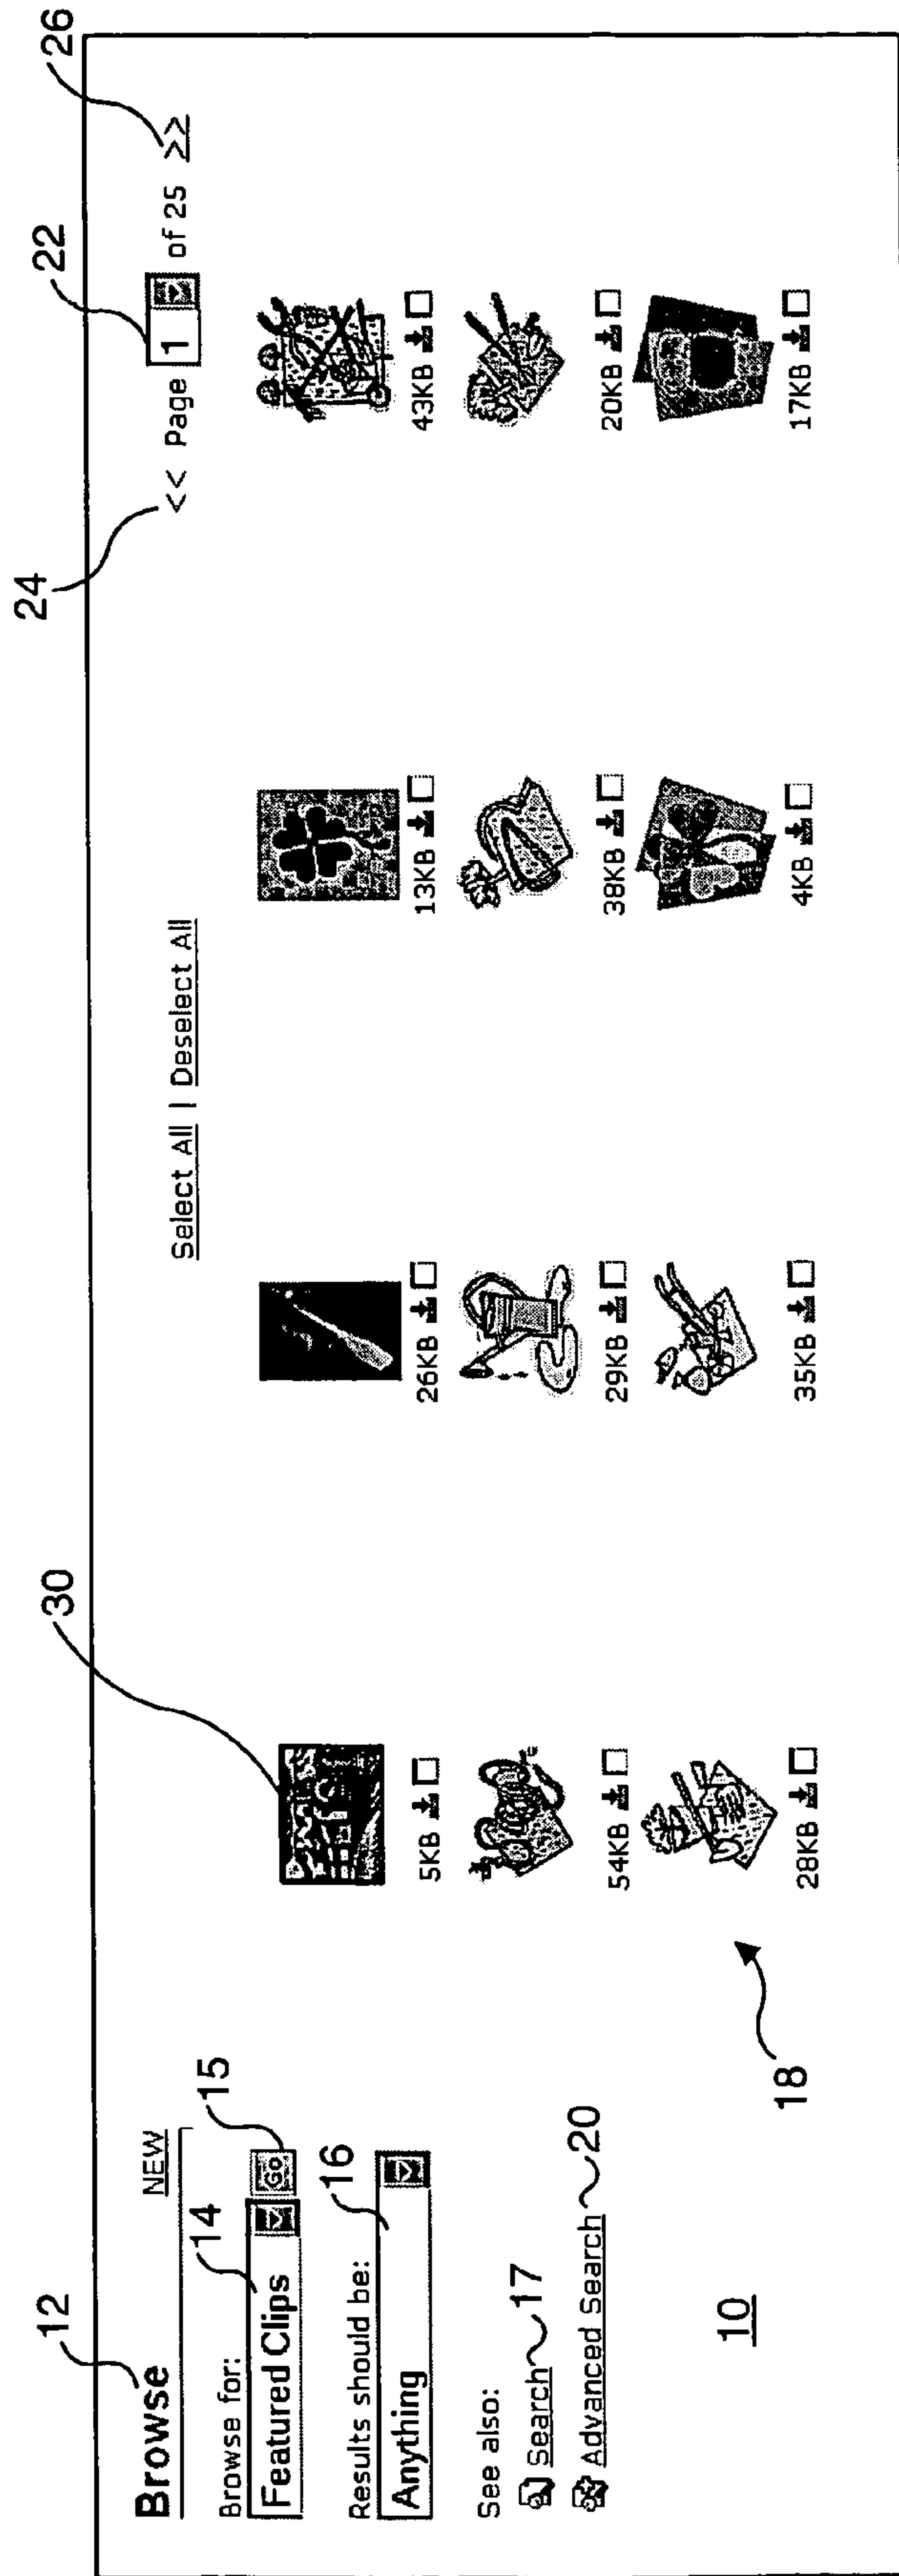 12
Browse
NEW
14
15
Browse for:
Featured Clips
Go
Results should be:
16
Anything
See also:
Search
17
Advanced Search
20
10
18
30
Select All | Deselect All
24
22
26
<< Page 1 of 25 >>
5KB
26KB
13KB
43KB
54KB
29KB
38KB
20KB
28KB
35KB
4KB
17KB